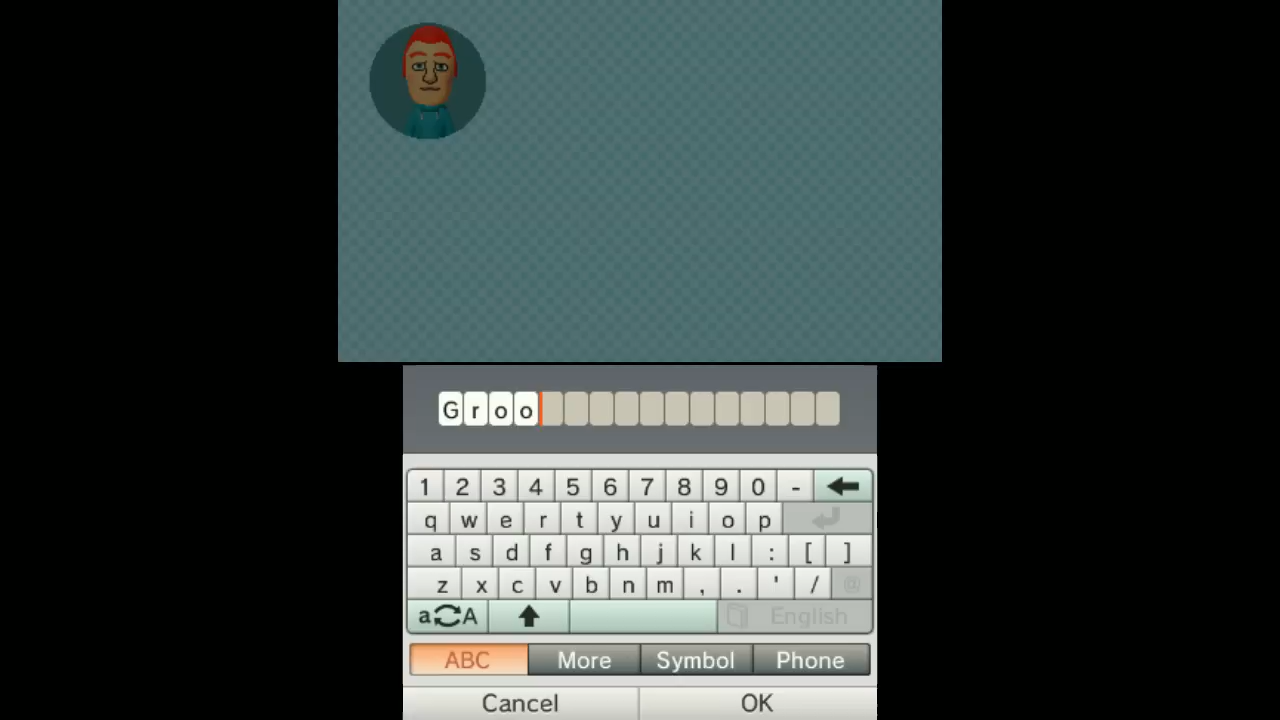 Groo
1 2 3 4 5 6 7 8 9 0 -
q w e r t y u i o p
a s d f g h j k l : [ ]
z x c v b n m , . ' / @
a A English
ABC More Symbol Phone
Cancel OK